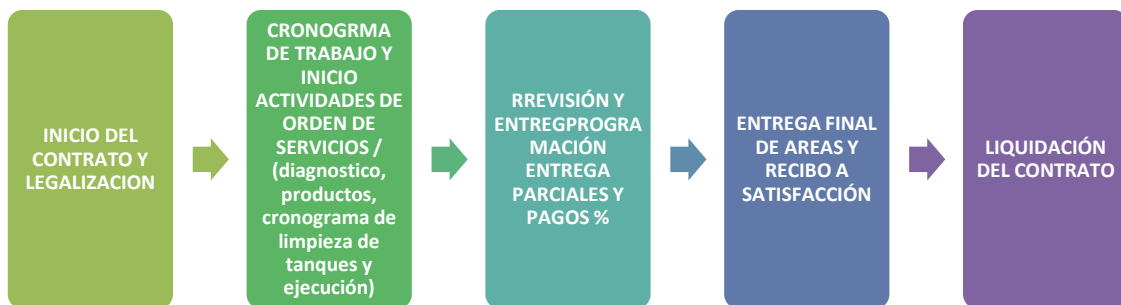 INICIO DEL
CONTRATO Y
LEGALIZACION
CRONOGRMA
DE TRABAJO Y
INICIO
ACTIVIDADES DE
ORDEN DE
SERVICIOS /
(diagnostico,
productos,
cronograma de
limpieza de
tanques y
ejecución)
RREVISIÓN Y
ENTREGPROGRA
MACIÓN
ENTREGA
PARCIALES Y
PAGOS %
ENTREGA FINAL
DE AREAS Y
RECIBO A
SATISFACCIÓN
LIQUIDACIÓN
DEL CONTRATO